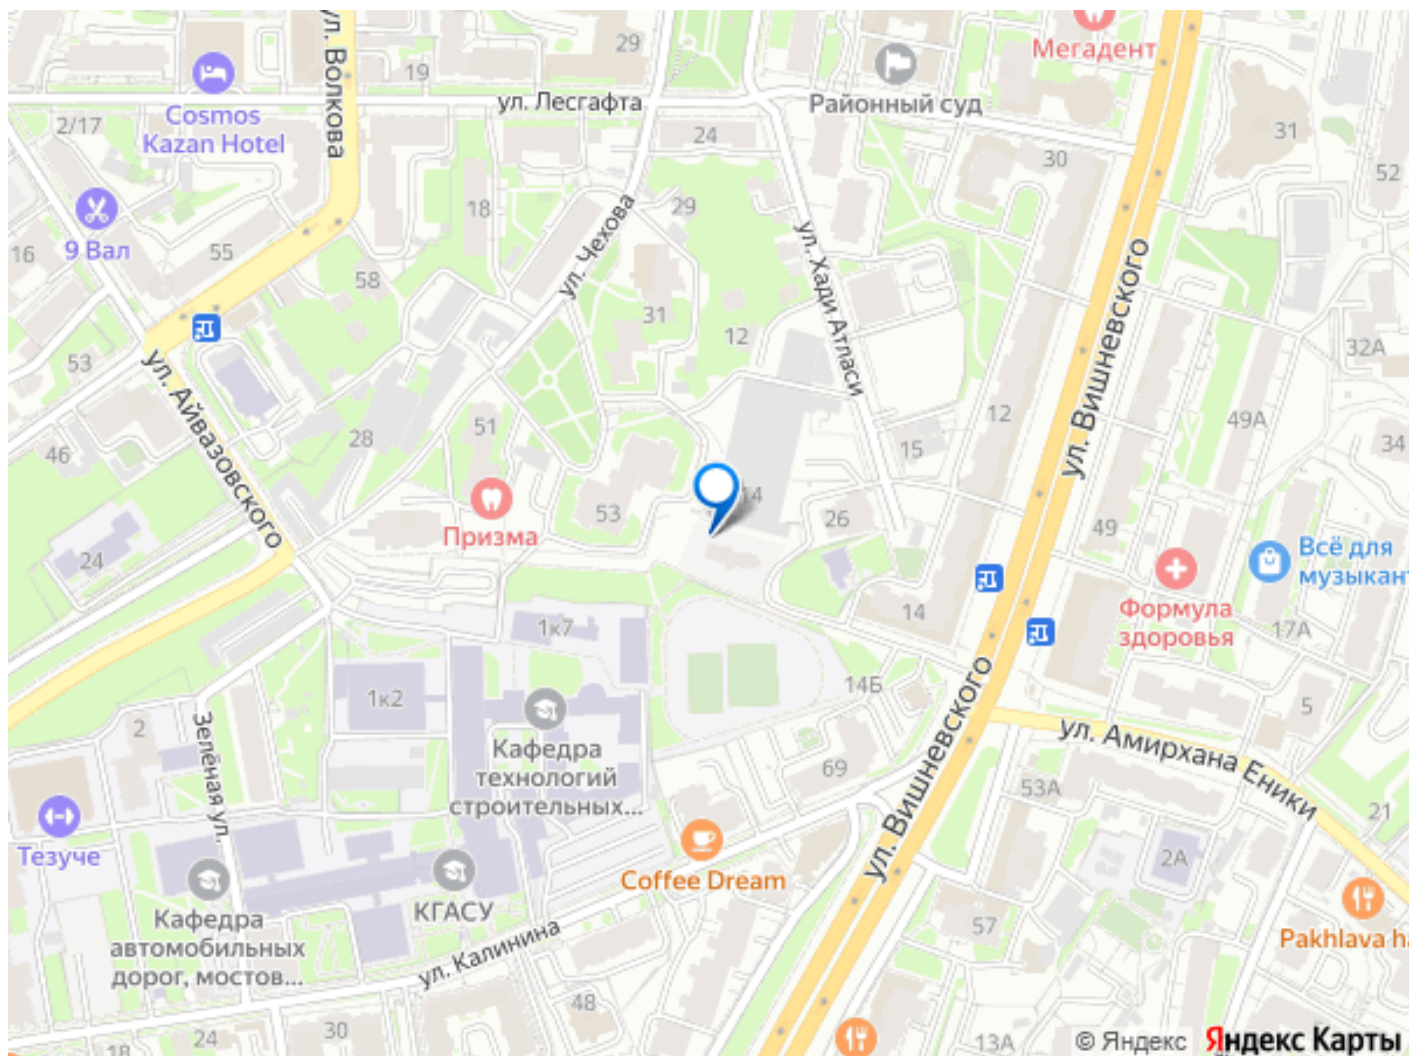 Мегадент
29
ул. Волкова
19
Cosmos
Kazan Hotel
ул. Лесгафта
Районный суд
2/17
24
31
30
52
18
29
9 Вал
16
55
ул. Чехова
58
ул. Хади Атласи
ул. Вишневского
31
12
53
32А
ул. Айвазовского
28
51
12
49А
34
46
15
14
53
26
49
Призма
24
Всё для
музыкант
14
Формула
здоровья
17А
1к7
1к2
14Б
5
2
Зелёная ул.
Кафедра
технологий
строительных...
ул. Вишневского
ул. Амирхана Еники
69
53А
21
Тезуче
Coffee Dream
2А
КГАСУ
Кафедра
автомобильных
дорог, мостов...
57
Pakhlava ha
ул. Калинина
48
30
24
18
13А
© Яндекс Яндекс Карты